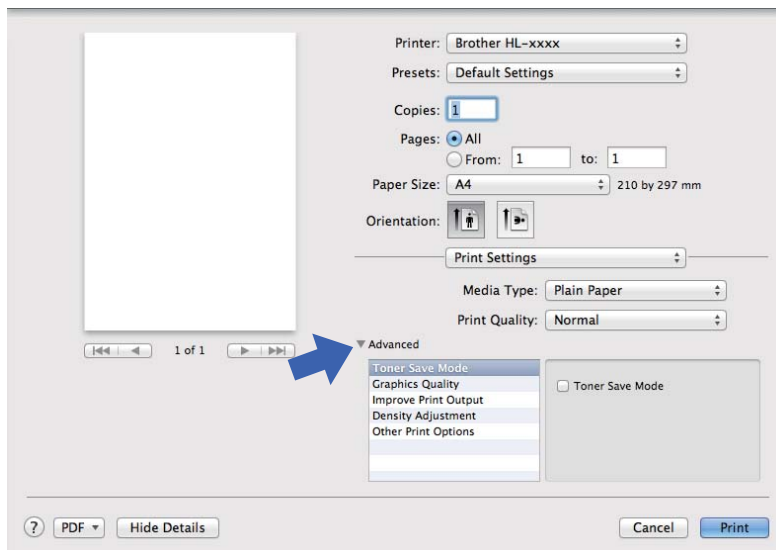 Printer: Brother HL-xxxx
Presets: Default Settings
Copies: 1
Pages: All
From: 1 to: 1
Paper Size: A4 210 by 297 mm
Orientation:
Print Settings
Media Type: Plain Paper
Print Quality: Normal
1 of 1
Advanced
Toner Save Mode
Graphics Quality
Improve Print Output
Density Adjustment
Other Print Options
Toner Save Mode
? PDF Hide Details Cancel Print